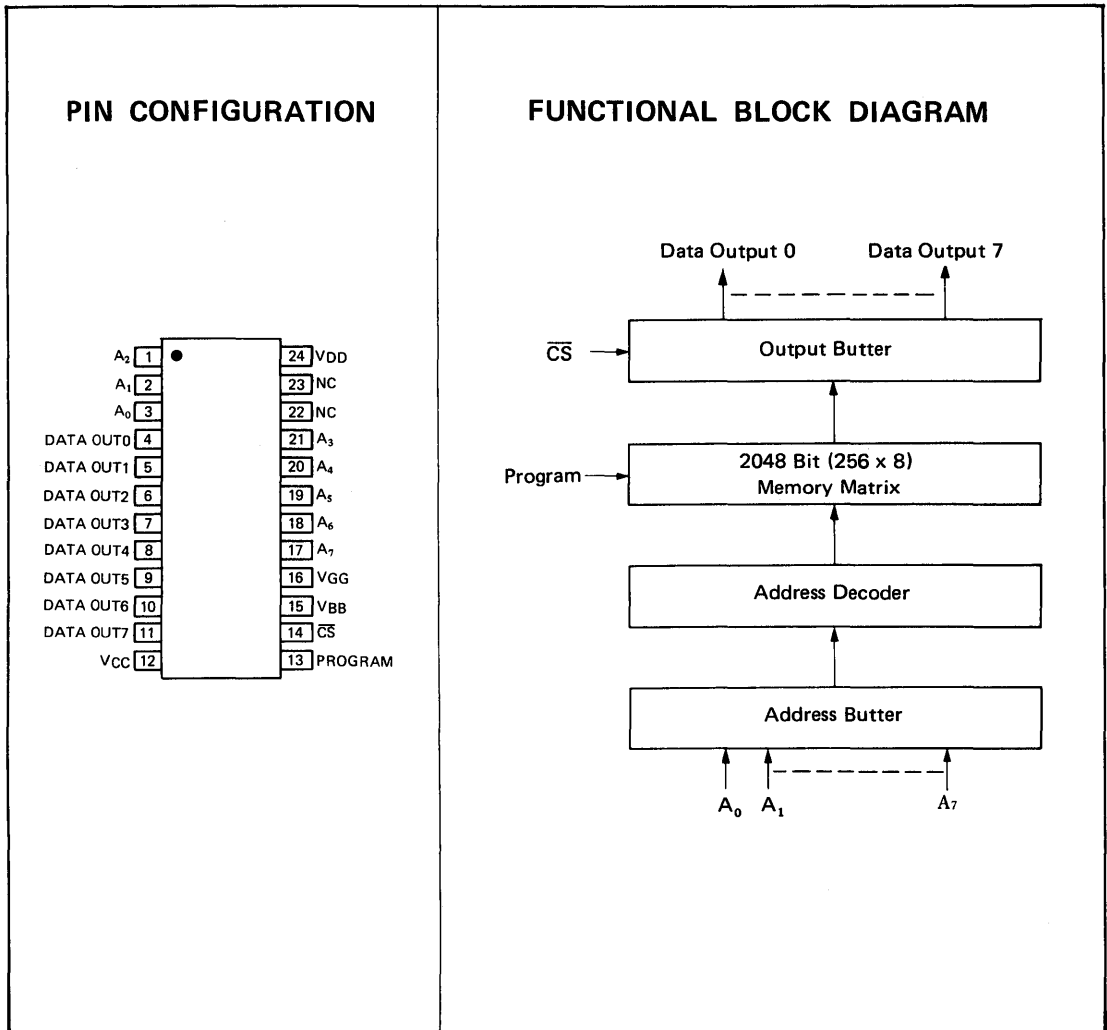 PIN CONFIGURATION
A₂ 1
A₁ 2
A₀ 3
DATA OUT0 4
DATA OUT1 5
DATA OUT2 6
DATA OUT3 7
DATA OUT4 8
DATA OUT5 9
DATA OUT6 10
DATA OUT7 11
VCC 12
24 VDD
23 NC
22 NC
21 A₃
20 A₄
19 A₅
18 A₆
17 A₇
16 VGG
15 VBB
14 C̅S̅
13 PROGRAM
FUNCTIONAL BLOCK DIAGRAM
Data Output 0 Data Output 7
C̅S̅ Output Butter
Program 2048 Bit (256 x 8)
Memory Matrix
Address Decoder
Address Butter
A₀ A₁ A₇